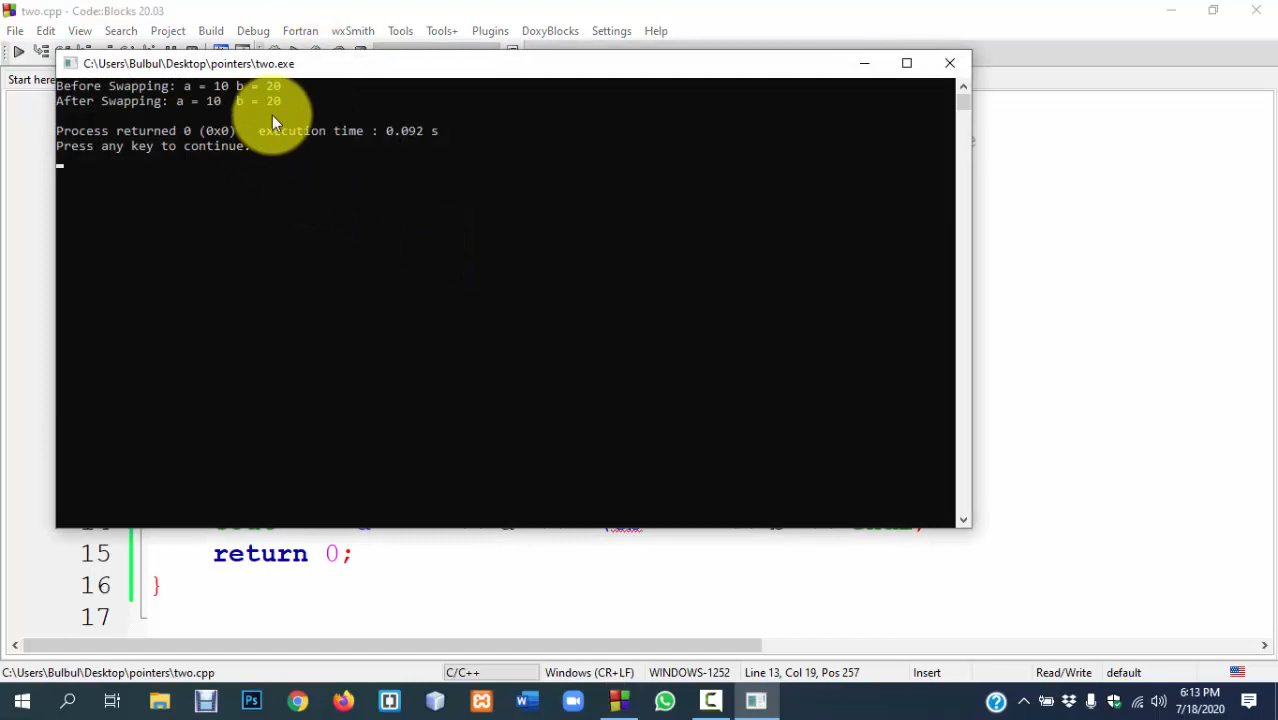 two.cpp - Code::Blocks 20.03
File Edit View Search Project Build Debug Fortran wxSmith Tools Tools+ Plugins DoxyBlocks Settings Help
C:\Users\Bulbul\Desktop\pointers\two.exe
Start here
Before Swapping: a = 10 b = 20
After Swapping: a = 10  b = 20
Process returned 0 (0x0)   execution time : 0.092 s
Press any key to continue.
15 return 0;
16 }
17
C:\Users\Bulbul\Desktop\pointers\two.cpp C/C++ Windows (CR+LF) WINDOWS-1252 Line 13, Col 19, Pos 257 Insert Read/Write default
6:13 PM
7/18/2020